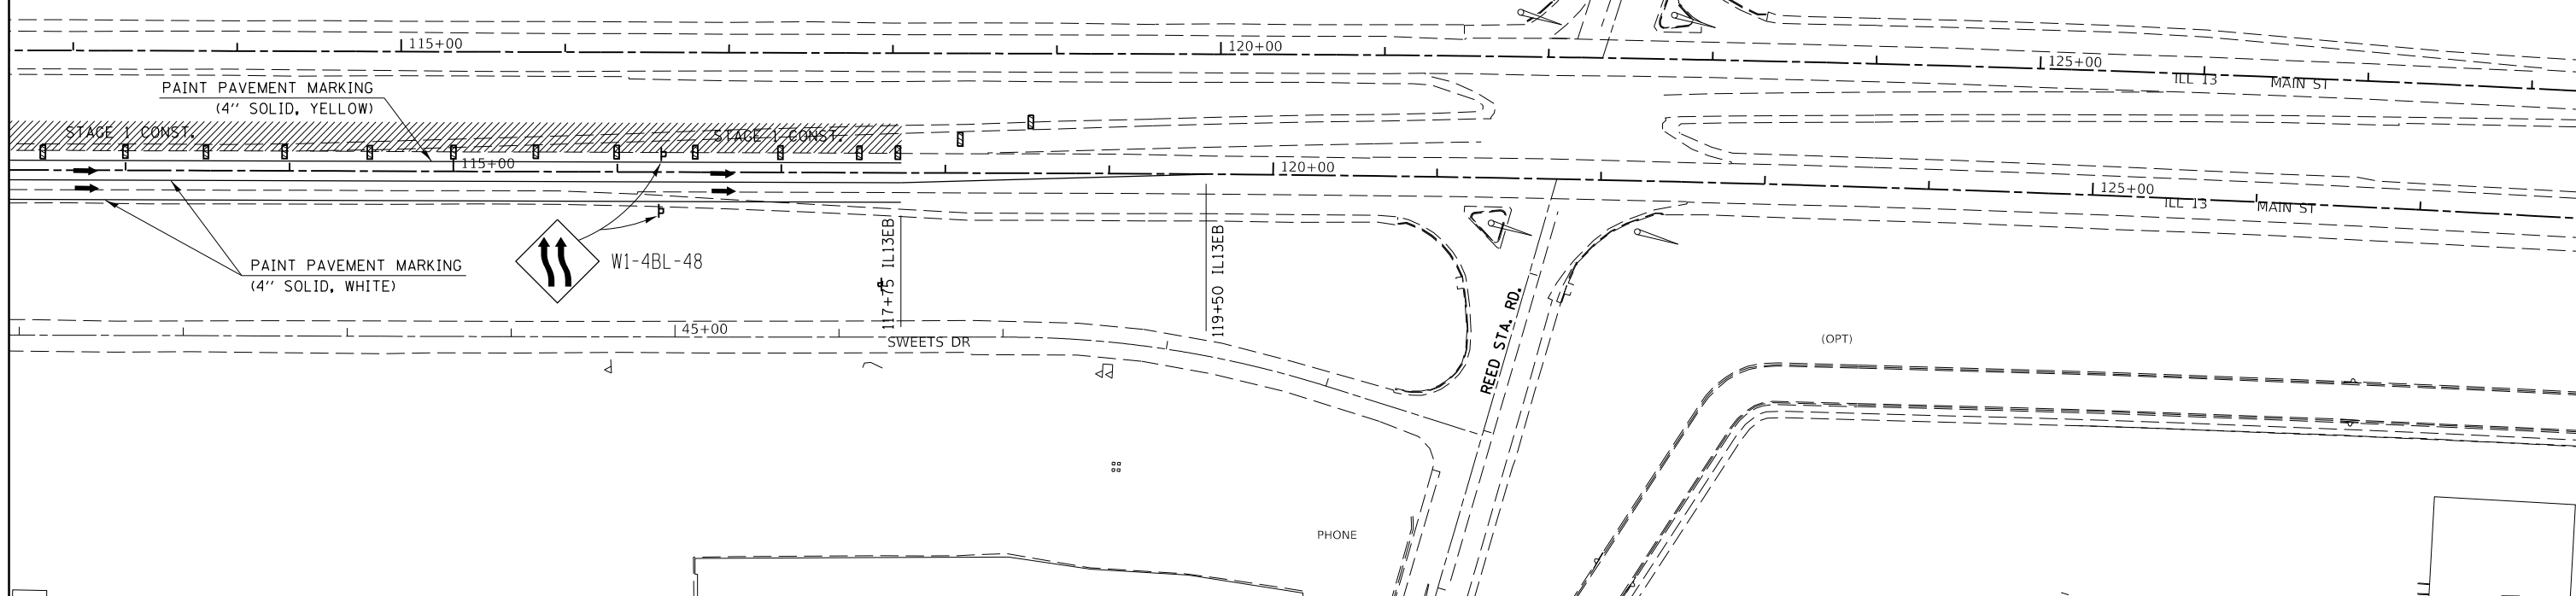 115+00
120+00
125+00
ILL 13
MAIN ST
PAINT PAVEMENT MARKING
(4" SOLID, YELLOW)
STAGE 1 CONST.
STAGE 1 CONST.
115+00
120+00
125+00
ILL 13
MAIN ST
PAINT PAVEMENT MARKING
(4" SOLID, WHITE)
W1-4BL-48
117+75 IL13EB
119+50 IL13EB
45+00
SWEETS DR
REED STA. RD.
(OPT)
PHONE